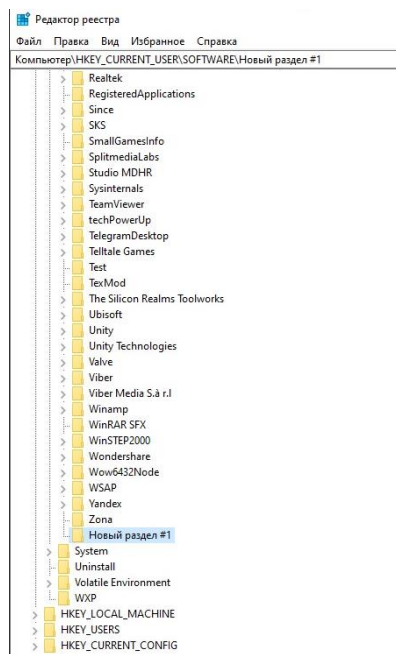 Редактор реестра
Файл Правка Вид Избранное Справка
Компьютер\HKEY_CURRENT_USER\SOFTWARE\Новый раздел #1
Realtek
RegisteredApplications
Since
SKS
SmallGamesInfo
SplitmediaLabs
Studio MDHR
Sysinternals
TeamViewer
techPowerUp
TelegramDesktop
Telltale Games
Test
TexMod
The Silicon Realms Toolworks
Ubisoft
Unity
Unity Technologies
Valve
Viber
Viber Media S.à r.l
Winamp
WinRAR SFX
WinSTEP2000
Wondershare
Wow6432Node
WSAP
Yandex
Zona
Новый раздел #1
System
Uninstall
Volatile Environment
WXP
HKEY_LOCAL_MACHINE
HKEY_USERS
HKEY_CURRENT_CONFIG